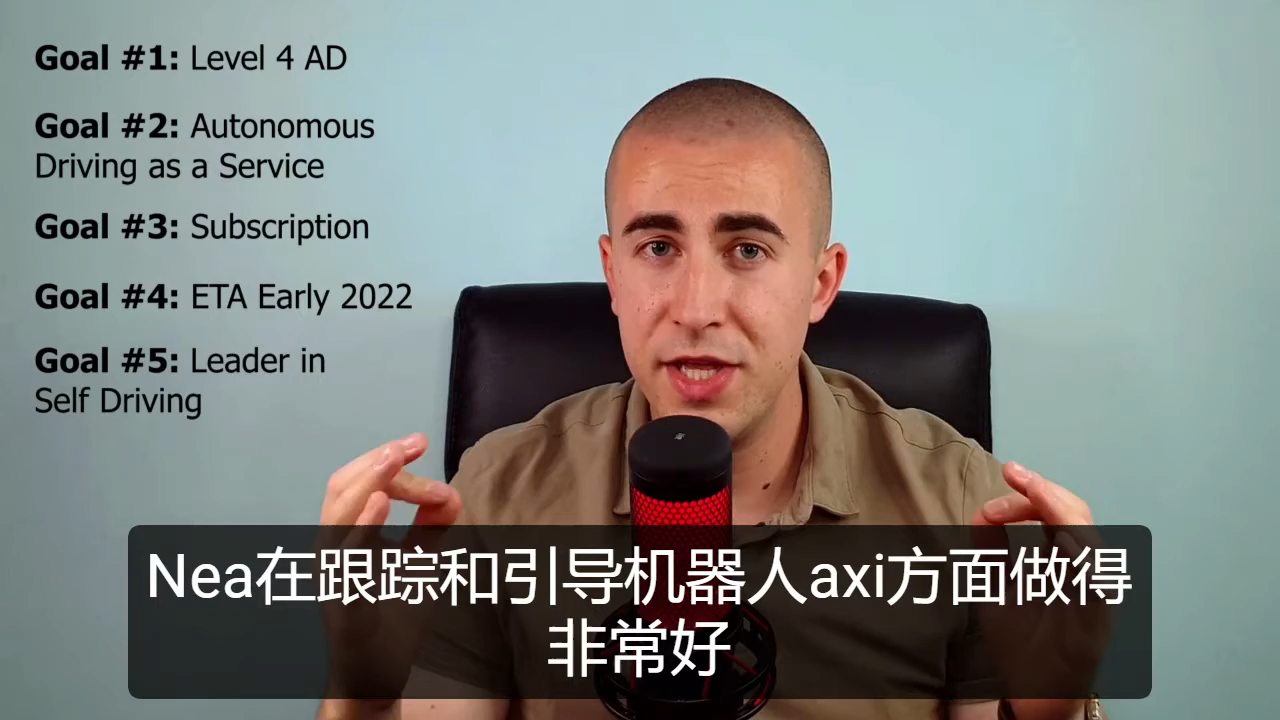 Goal #1: Level 4 AD
Goal #2: Autonomous
Driving as a Service
Goal #3: Subscription
Goal #4: ETA Early 2022
Goal #5: Leader in
Self Driving
Nea在跟踪和引导机器人axi方面做得
非常好